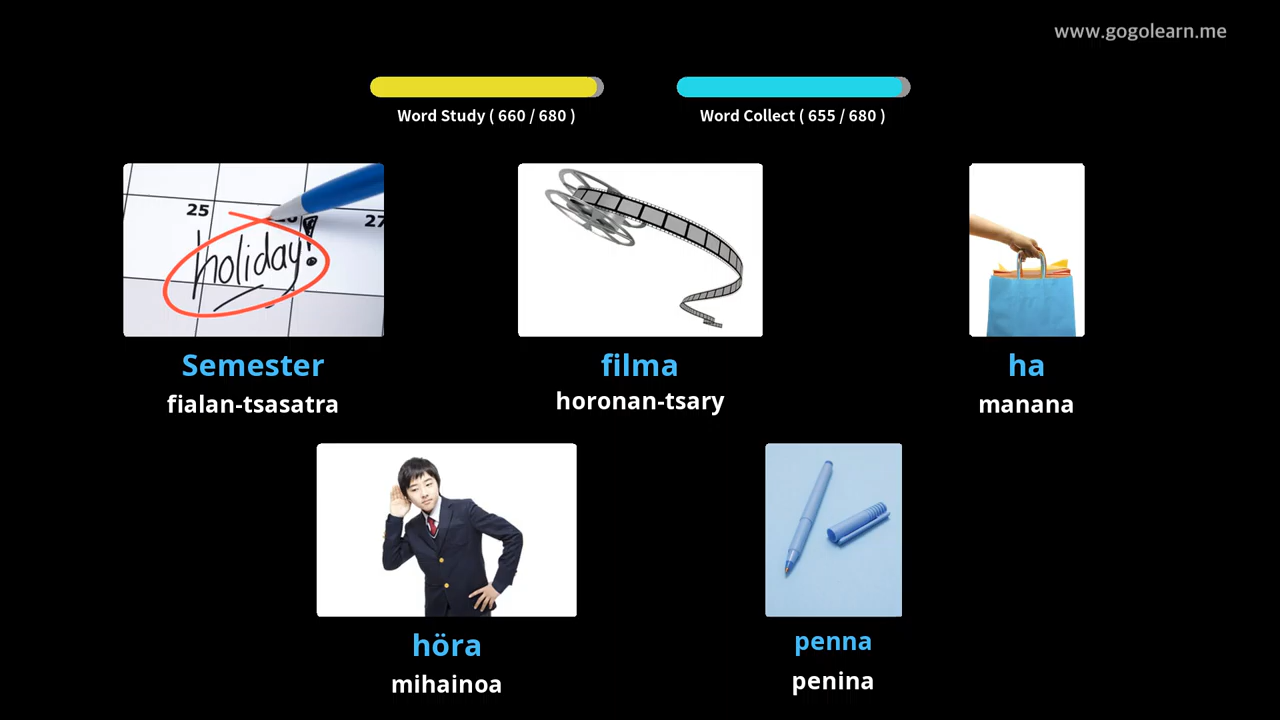 www.gogolearn.me
Word Study ( 660 / 680 )
Word Collect ( 655 / 680 )
25
27
holiday!
Semester
filma
ha
fialan-tsasatra
horonan-tsary
manana
höra
penna
mihainoa
penina